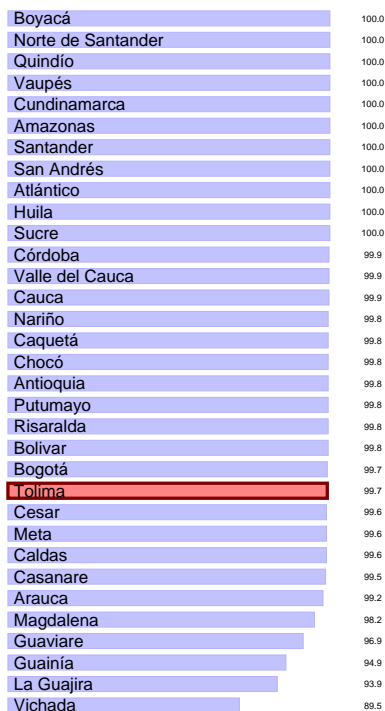 Boyacá 100.0
Norte de Santander 100.0
Quindío 100.0
Vaupés 100.0
Cundinamarca 100.0
Amazonas 100.0
Santander 100.0
San Andrés 100.0
Atlántico 100.0
Huila 100.0
Sucre 100.0
Córdoba 99.9
Valle del Cauca 99.9
Cauca 99.9
Nariño 99.8
Caquetá 99.8
Chocó 99.8
Antioquia 99.8
Putumayo 99.8
Risaralda 99.8
Bolivar 99.8
Bogotá 99.7
Tolima 99.7
Cesar 99.6
Meta 99.6
Caldas 99.6
Casanare 99.5
Arauca 99.2
Magdalena 98.2
Guaviare 96.9
Guainía 94.9
La Guajira 93.9
Vichada 89.5